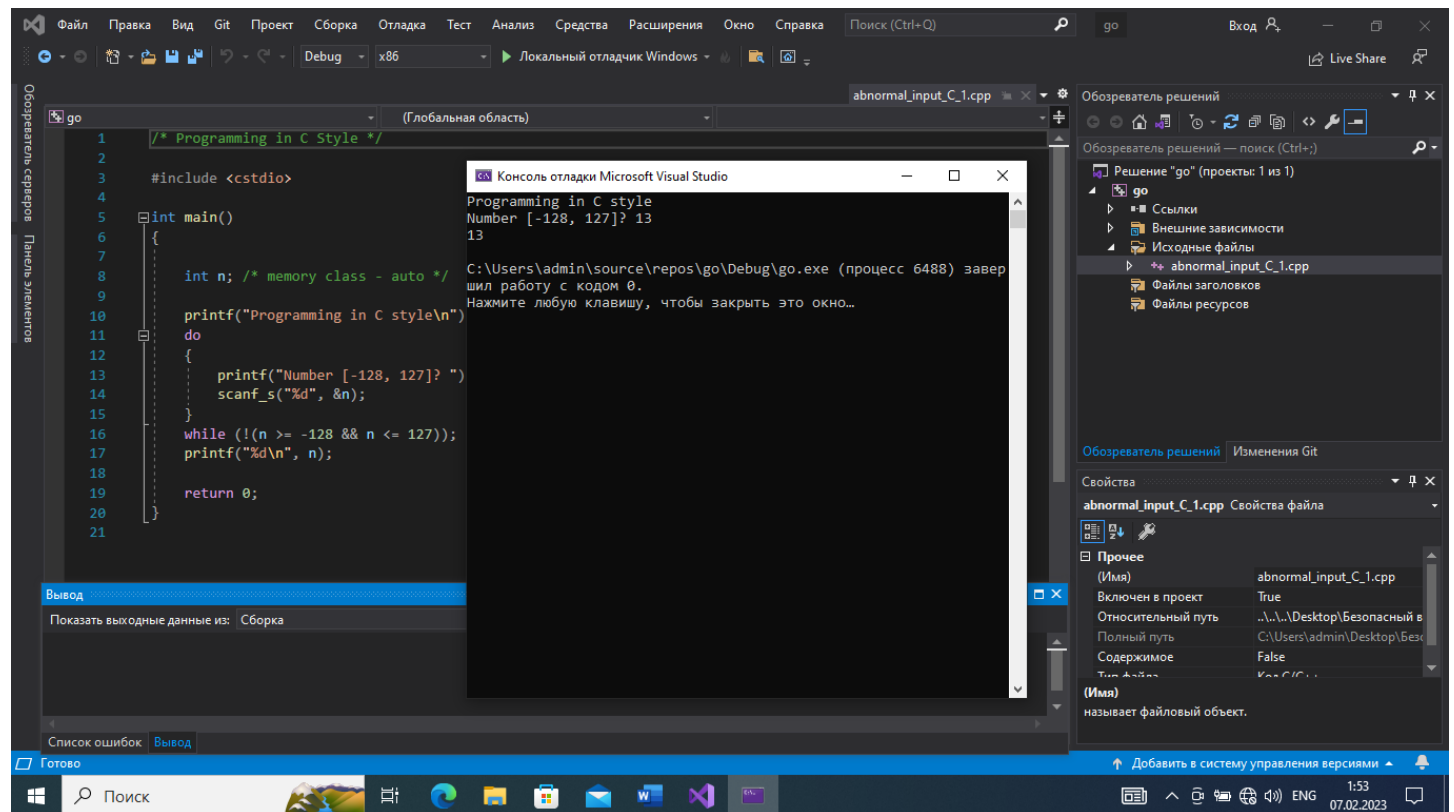 Файл Правка Вид Git Проект Сборка Отладка Тест Анализ Средства Расширения Окно Справка Поиск (Ctrl+Q) go Вход
Debug x86 Локальный отладчик Windows Live Share
Обозреватель серверов
Панель элементов
abnormal_input_C_1.cpp
go (Глобальная область)
1 /* Programming in C Style */
2
3 #include <cstdio>
4
5 int main()
6 {
7
8 int n; /* memory class - auto */
9
10 printf("Programming in C style\n")
11 do
12 {
13 printf("Number [-128, 127]? ")
14 scanf_s("%d", &n);
15 }
16 while (!(n >= -128 && n <= 127));
17 printf("%d\n", n);
18
19 return 0;
20 }
21
Консоль отладки Microsoft Visual Studio
Programming in C style
Number [-128, 127]? 13
13
C:\Users\admin\source\repos\go\Debug\go.exe (процесс 6488) завер
шил работу с кодом 0.
Нажмите любую клавишу, чтобы закрыть это окно…
Вывод
Показать выходные данные из: Сборка
Список ошибок Вывод
Обозреватель решений
Обозреватель решений — поиск (Ctrl+;)
Решение "go" (проекты: 1 из 1)
go
Ссылки
Внешние зависимости
Исходные файлы
abnormal_input_C_1.cpp
Файлы заголовков
Файлы ресурсов
Обозреватель решений Изменения Git
Свойства
abnormal_input_C_1.cpp Свойства файла
Прочее
(Имя) abnormal_input_C_1.cpp
Включен в проект True
Относительный путь ..\..\..\Desktop\Безопасный в
Полный путь C:\Users\admin\Desktop\Безо
Содержимое False
(Имя)
называет файловый объект.
Готово Добавить в систему управления версиями
Поиск ENG 1:53
07.02.2023